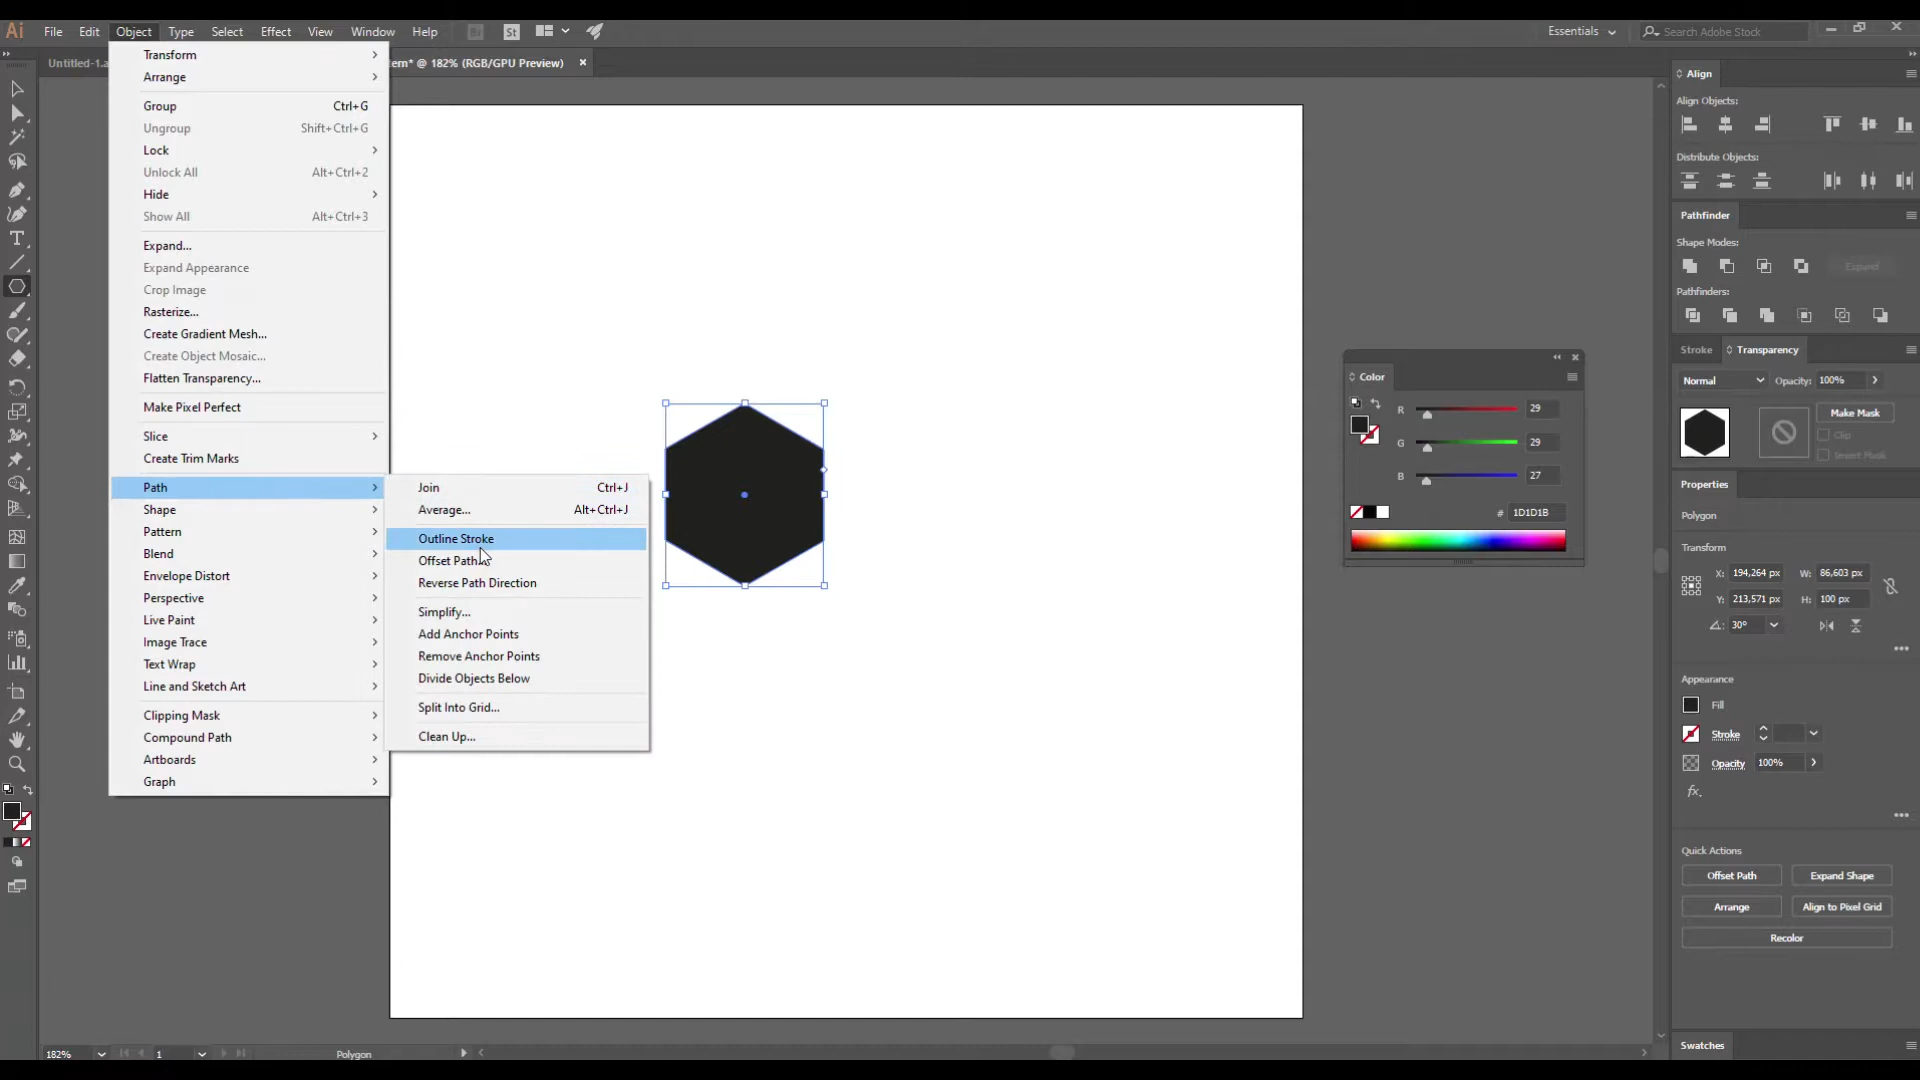 Ai File Edit Object Type Select Effect View Window Help Br St Essentials Search Adobe Stock
Untitled-1.a
ern* @ 182% (RGB/GPU Preview) ×
Transform
Arrange
Group Ctrl+G
Ungroup Shift+Ctrl+G
Lock
Unlock All Alt+Ctrl+2
Hide
Show All Alt+Ctrl+3
Expand...
Expand Appearance
Crop Image
Rasterize...
Create Gradient Mesh...
Create Object Mosaic...
Flatten Transparency...
Make Pixel Perfect
Slice
Create Trim Marks
Path
Shape
Pattern
Blend
Envelope Distort
Perspective
Live Paint
Image Trace
Text Wrap
Line and Sketch Art
Clipping Mask
Compound Path
Artboards
Graph
Join Ctrl+J
Average... Alt+Ctrl+J
Outline Stroke
Offset Path...
Reverse Path Direction
Simplify...
Add Anchor Points
Remove Anchor Points
Divide Objects Below
Split Into Grid...
Clean Up...
Color
R 29
G 29
B 27
# 1D1D1B
Align
Align Objects:
Distribute Objects:
Pathfinder
Shape Modes:
Expand
Pathfinders:
Stroke Transparency
Normal Opacity: 100%
Make Mask
Clip
Invert Mask
Properties
Polygon
Transform
X: 194,264 px W: 86,603 px
Y: 213,571 px H: 100 px
30°
Appearance
Fill
Stroke
Opacity 100%
fx.
Quick Actions
Offset Path Expand Shape
Arrange Align to Pixel Grid
Recolor
Swatches
182% 1 Polygon